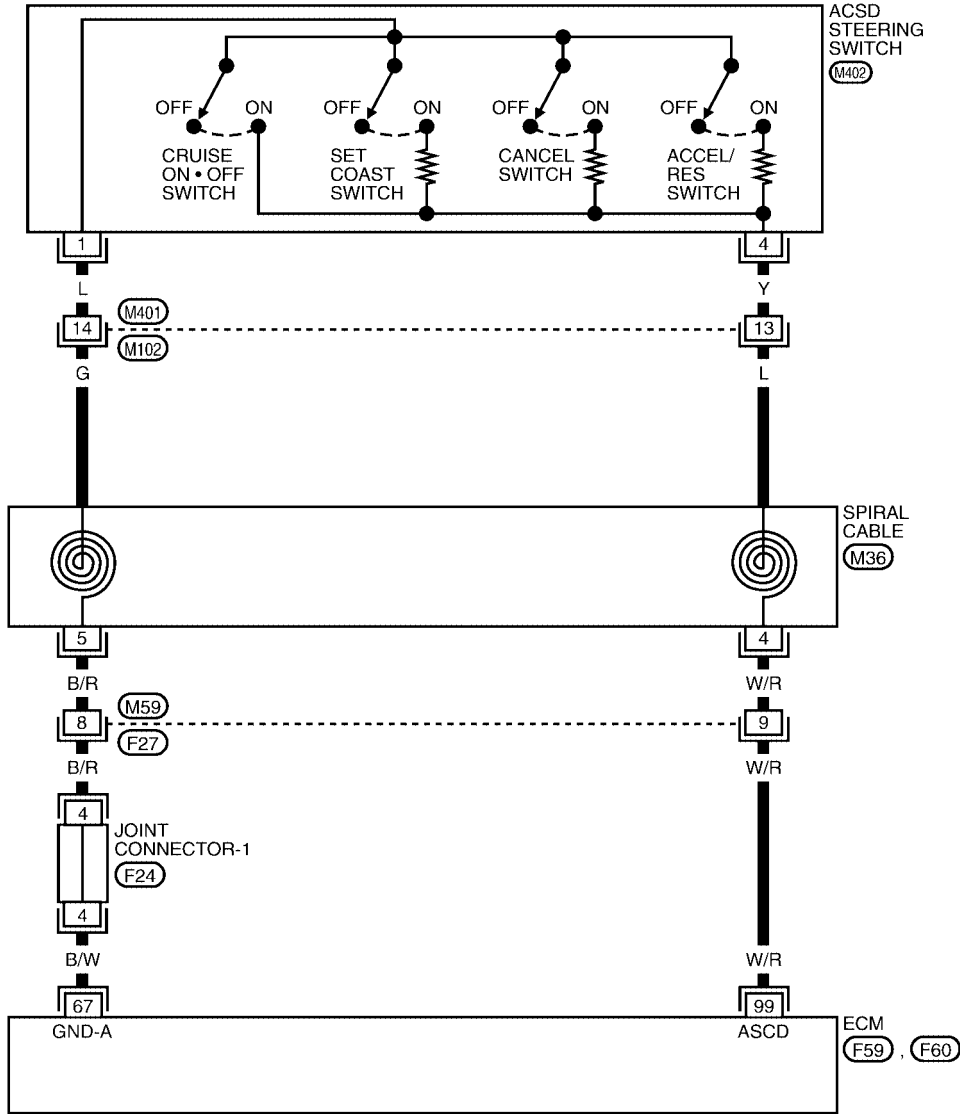 ACSD
STEERING
SWITCH
M402
OFF ON OFF ON OFF ON OFF ON
CRUISE
ON • OFF
SWITCH
SET
COAST
SWITCH
CANCEL
SWITCH
ACCEL/
RES
SWITCH
1 4
L Y
M401
14 13
M102
G L
SPIRAL
CABLE
M36
5 4
B/R W/R
M59
8 9
F27
B/R W/R
4
JOINT
CONNECTOR-1
F24
4
B/W W/R
67 99
GND-A ASCD
ECM
F59 , F60